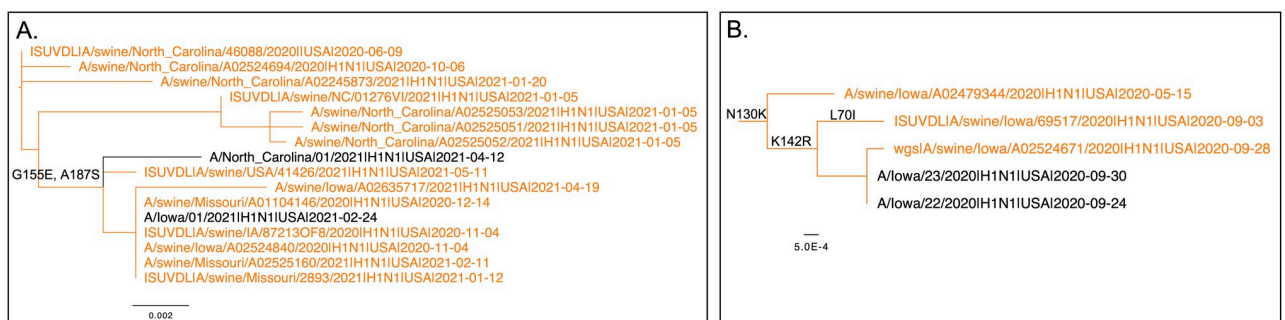 A.
ISUVDL|A/swine/North_Carolina/46088/2020||USA|2020-06-09
A/swine/North_Carolina/A02524694/2020|H1N1|USA|2020-10-06
A/swine/North_Carolina/A02245873/2021|H1N1|USA|2021-01-20
ISUVDL|A/swine/NC/01276VI/2021|H1N1|USA|2021-01-05
A/swine/North_Carolina/A02525053/2021|H1N1|USA|2021-01-05
A/swine/North_Carolina/A02525051/2021|H1N1|USA|2021-01-05
A/swine/North_Carolina/A02525052/2021|H1N1|USA|2021-01-05
A/North_Carolina/01/2021|H1N1|USA|2021-04-12
G155E, A187S
ISUVDL|A/swine/USA/41426/2021|H1N1|USA|2021-05-11
A/swine/Iowa/A02635717/2021|H1N1|USA|2021-04-19
A/swine/Missouri/A01104146/2020|H1N1|USA|2020-12-14
A/Iowa/01/2021|H1N1|USA|2021-02-24
ISUVDL|A/swine/IA/87213OF8/2020|H1N1|USA|2020-11-04
A/swine/Iowa/A02524840/2020|H1N1|USA|2020-11-04
A/swine/Missouri/A02525160/2021|H1N1|USA|2021-02-11
ISUVDL|A/swine/Missouri/2893/2021|H1N1|USA|2021-01-12
0.002
B.
A/swine/Iowa/A02479344/2020|H1N1|USA|2020-05-15
N130K
L70I
ISUVDL|A/swine/Iowa/69517/2020|H1N1|USA|2020-09-03
K142R
wgs|A/swine/Iowa/A02524671/2020|H1N1|USA|2020-09-28
A/Iowa/23/2020|H1N1|USA|2020-09-30
A/Iowa/22/2020|H1N1|USA|2020-09-24
5.0E-4